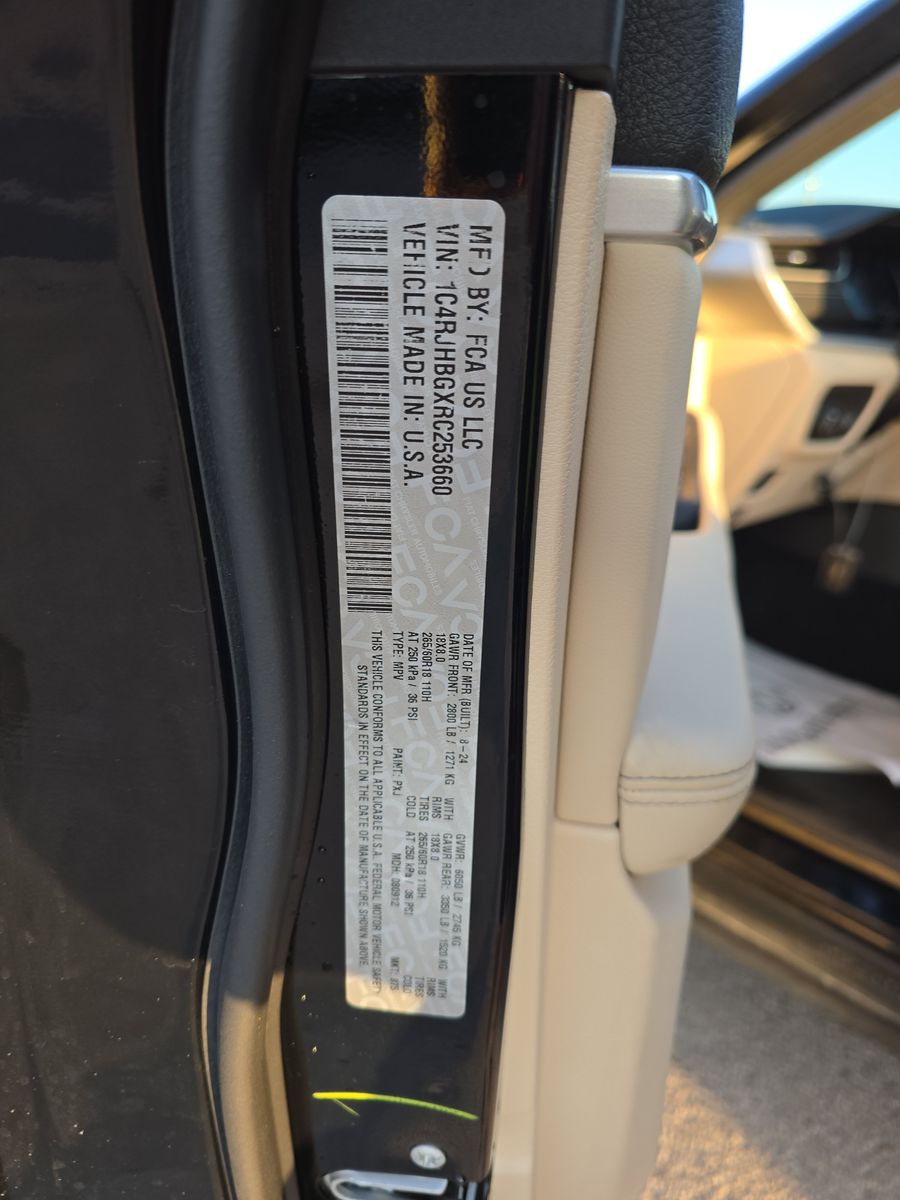 MFD BY: FCA US LLC
VIN: 1C4RJHBGXRC253660
VEHICLE MADE IN: U.S.A.
DATE OF MFR (BUILT): 8-24 GVWR: 6050 LB / 2745 KG
GAWR FRONT: 2800 LB / 1271 KG WITH GAWR REAR: 3350 LB / 1520 KG WITH
18X8.0 RIMS 18X8.0 RIMS
265/60R18 110H TIRES 265/60R18 110H TIRES
AT 250 kPa / 36 PSI COLD AT 250 kPa / 36 PSI COLD
TYPE: MPV PAINT: PXJ MDH: 080912 MKT: 875
THIS VEHICLE CONFORMS TO ALL APPLICABLE U.S.A. FEDERAL MOTOR VEHICLE SAFETY
STANDARDS IN EFFECT ON THE DATE OF MANUFACTURE SHOWN ABOVE.